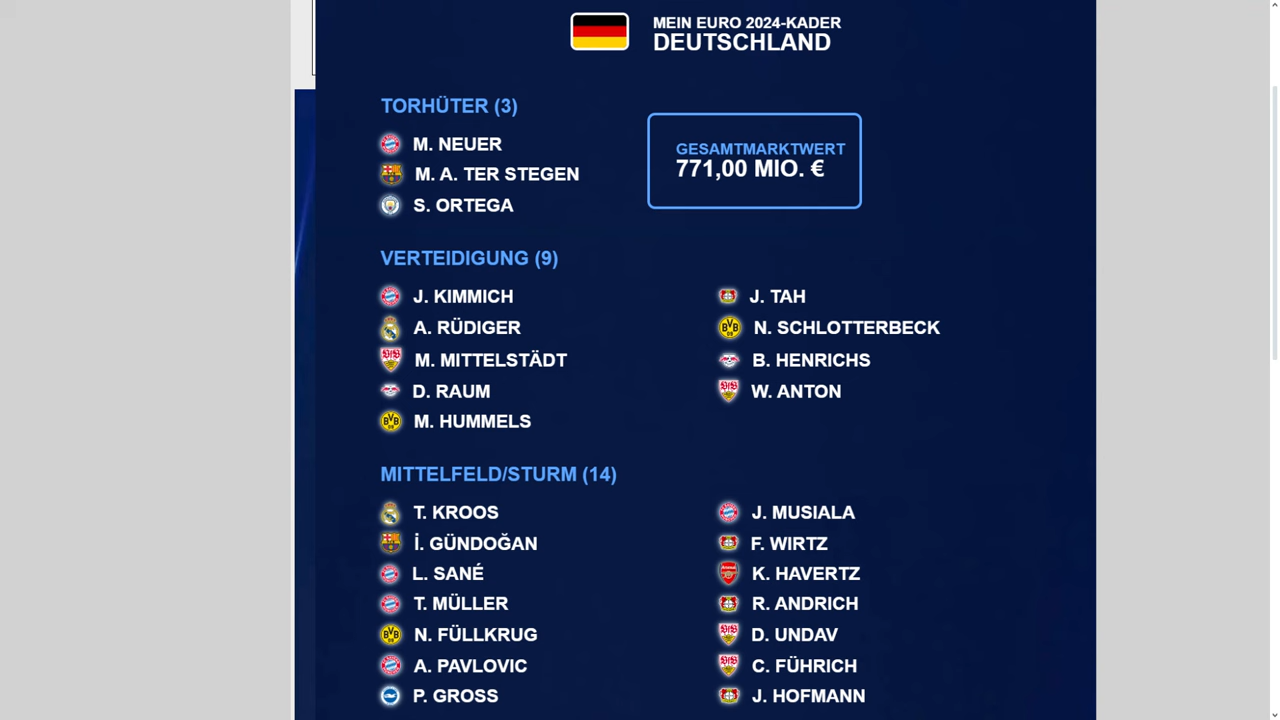 MEIN EURO 2024-KADER
DEUTSCHLAND
TORHÜTER (3)
M. NEUER
M. A. TER STEGEN
S. ORTEGA
GESAMTMARKTWERT
771,00 MIO. €
VERTEIDIGUNG (9)
J. KIMMICH
A. RÜDIGER
M. MITTELSTÄDT
D. RAUM
M. HUMMELS
J. TAH
N. SCHLOTTERBECK
B. HENRICHS
W. ANTON
MITTELFELD/STURM (14)
T. KROOS
İ. GÜNDOĞAN
L. SANÉ
T. MÜLLER
N. FÜLLKRUG
A. PAVLOVIC
P. GROSS
J. MUSIALA
F. WIRTZ
K. HAVERTZ
R. ANDRICH
D. UNDAV
C. FÜHRICH
J. HOFMANN